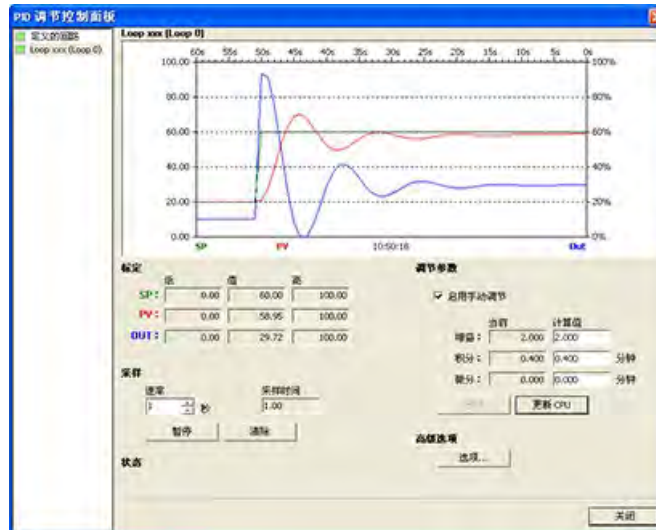 PID 调节控制面板
定义的回路
Loop xxx (Loop 0)
Loop xxx (Loop 0)
60s 55s 50s 45s 40s 35s 30s 25s 20s 15s 10s 5s 0s
100.00 100%
80.00 80%
60.00 60%
40.00 40%
20.00 20%
0.00 0%
SP PV 10:50:16 Out
标定
低 值 高
SP: 0.00 60.00 100.00
PV: 0.00 58.95 100.00
OUT: 0.00 29.72 100.00
采样
速率 采样时间
秒 1.00
暂停 清除
状态
调节参数
启用手动调节
当前 计算值
增益: 2.000 2.000
积分: 0.400 0.400 分钟
微分: 0.000 0.000 分钟
更新 CPU
高级选项
选项...
关闭